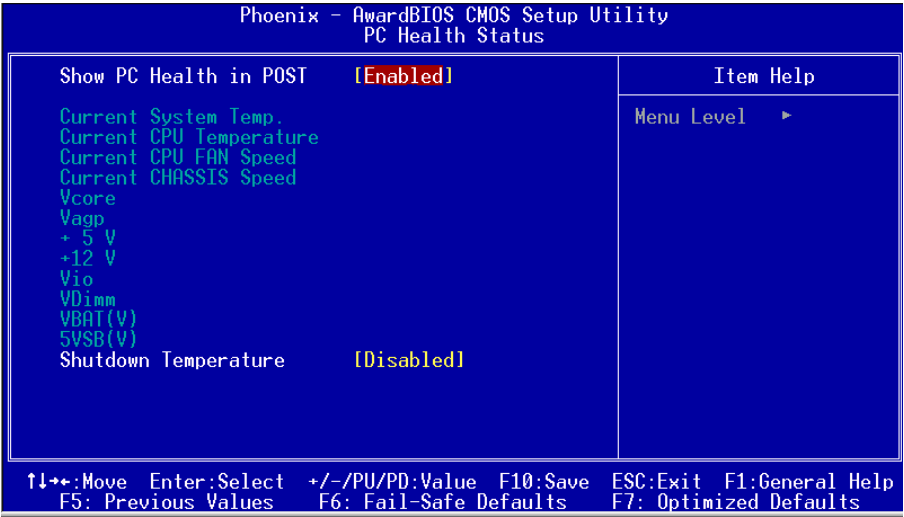 Phoenix - AwardBIOS CMOS Setup Utility
PC Health Status
Show PC Health in POST [Enabled]
Current System Temp.
Current CPU Temperature
Current CPU FAN Speed
Current CHASSIS Speed
Vcore
Vagp
+ 5 V
+12 V
Vio
VDimm
VBAT(V)
5VSB(V)
Shutdown Temperature [Disabled]
Item Help
Menu Level ►
↑↓→←:Move Enter:Select +/-/PU/PD:Value F10:Save ESC:Exit F1:General Help
F5: Previous Values F6: Fail-Safe Defaults F7: Optimized Defaults